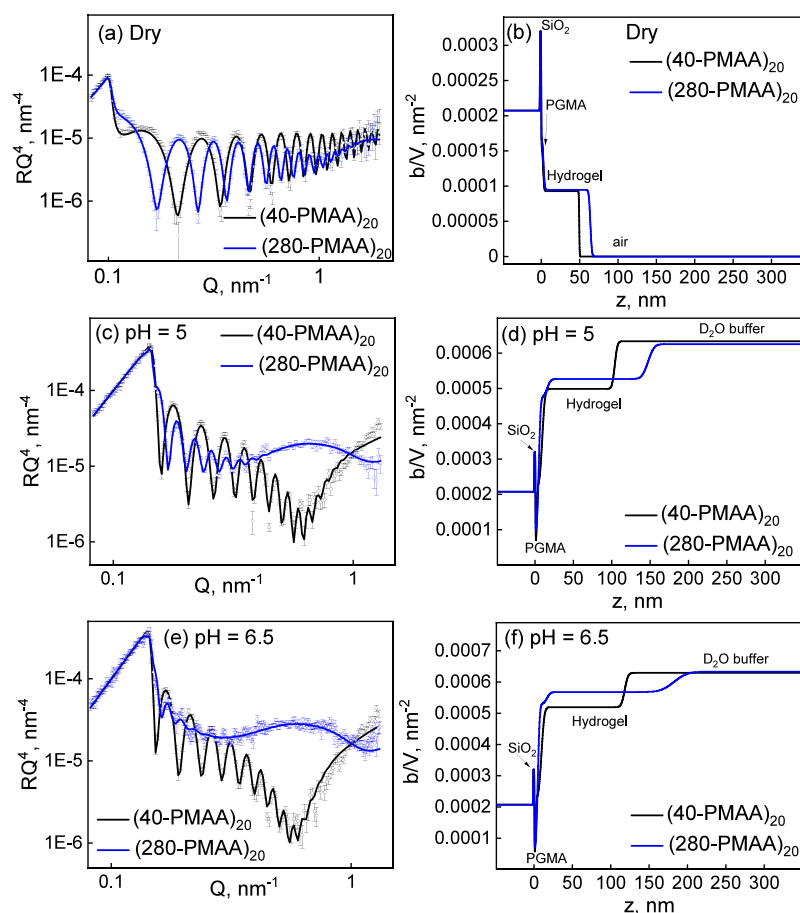 (a) Dry
1E-4
1E-5
1E-6
RQ⁴, nm⁻⁴
(40-PMAA)₂₀
(280-PMAA)₂₀
0.1
1
Q, nm⁻¹
(b)
SiO₂
Dry
(40-PMAA)₂₀
(280-PMAA)₂₀
PGMA
Hydrogel
air
0.0003
0.00025
0.0002
0.00015
0.0001
0.00005
0
b/V, nm⁻²
0
50
100
150
200
250
300
z, nm
(c) pH = 5
(40-PMAA)₂₀
(280-PMAA)₂₀
1E-4
1E-5
1E-6
RQ⁴, nm⁻⁴
0.1
1
Q, nm⁻¹
(d) pH = 5
D₂O buffer
Hydrogel
SiO₂
PGMA
(40-PMAA)₂₀
(280-PMAA)₂₀
0.0006
0.0005
0.0004
0.0003
0.0002
0.0001
b/V, nm⁻²
0
50
100
150
200
250
300
z, nm
(e) pH = 6.5
1E-4
1E-5
1E-6
RQ⁴, nm⁻⁴
(40-PMAA)₂₀
(280-PMAA)₂₀
0.1
1
Q, nm⁻¹
(f) pH = 6.5
D₂O buffer
Hydrogel
SiO₂
PGMA
(40-PMAA)₂₀
(280-PMAA)₂₀
0.0007
0.0006
0.0005
0.0004
0.0003
0.0002
0.0001
b/V, nm⁻²
0
50
100
150
200
250
300
z, nm